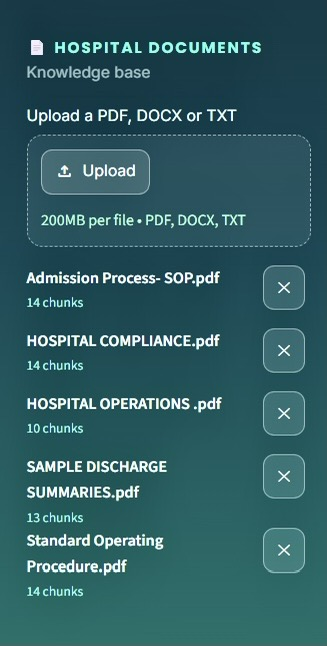 HOSPITAL DOCUMENTS
Knowledge base
Upload a PDF, DOCX or TXT
Upload
200MB per file • PDF, DOCX, TXT
Admission Process- SOP.pdf
14 chunks
HOSPITAL COMPLIANCE.pdf
14 chunks
HOSPITAL OPERATIONS .pdf
10 chunks
SAMPLE DISCHARGE
SUMMARIES.pdf
13 chunks
Standard Operating
Procedure.pdf
14 chunks